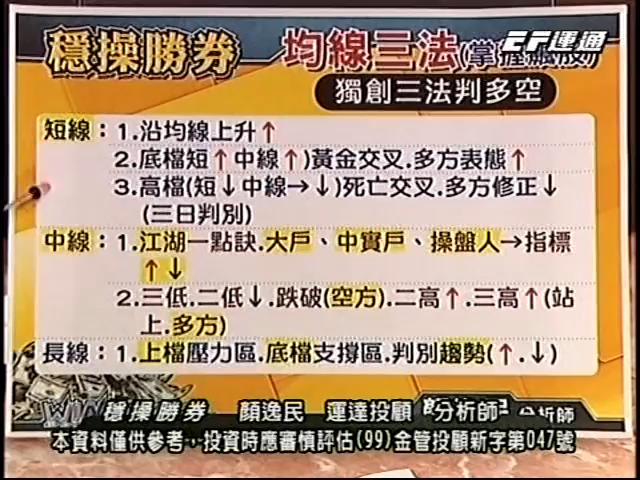 穩操勝券 均線三法(掌握
EF運通
獨創三法判多空
短線：1.沿均線上升↑
2.底檔短↑中線↑)黃金交叉.多方表態↑
3.高檔(短↓中線→↓)死亡交叉.多方修正↓
(三日判別)
中線：1.江湖一點訣.大戶、中實戶、操盤人→指標
↑↓
2.三低.二低↓.跌破(空方).二高↑.三高↑(站
上.多方)
長線：1.上檔壓力區.底檔支撐區.判別趨勢(↑.↓)
WIN
穩操勝券 顏逸民 運達投顧 分析師
分析師
本資料僅供參考，投資時應審慎評估(99)金管投顧新字第047號